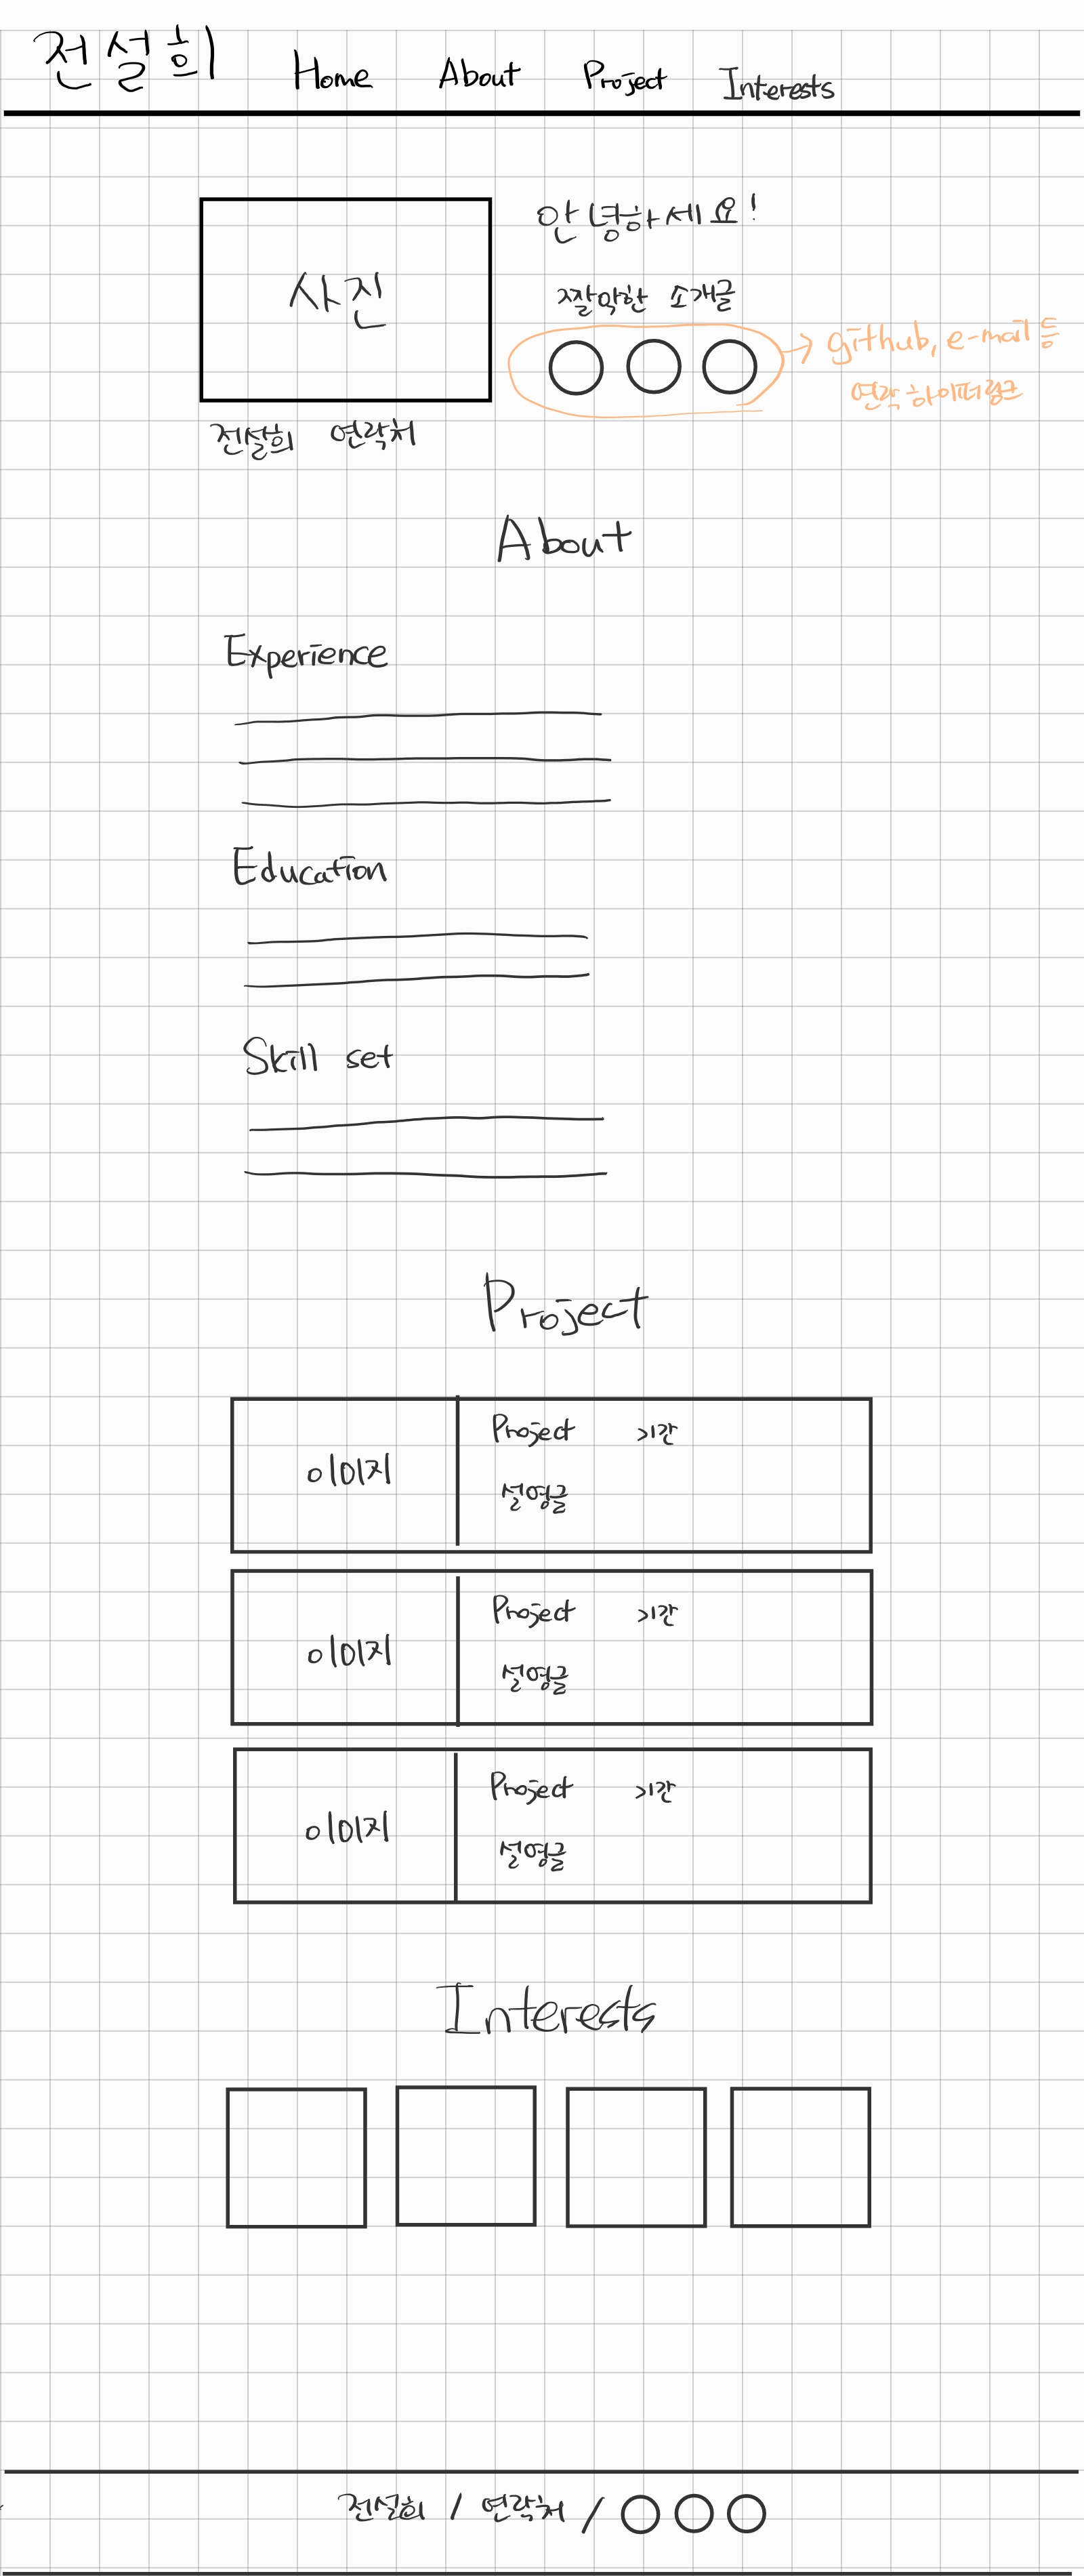 전설희 Home About Project Interests
안녕하세요!
사진
짤막한 소개글
github, e-mail 등
연락 하이퍼링크
전설희 연락처
About
Experience
Education
Skill set
Project
이미지
Project 기간
설명글
이미지
Project 기간
설명글
이미지
Project 기간
설명글
Interests
전설희 / 연락처 /